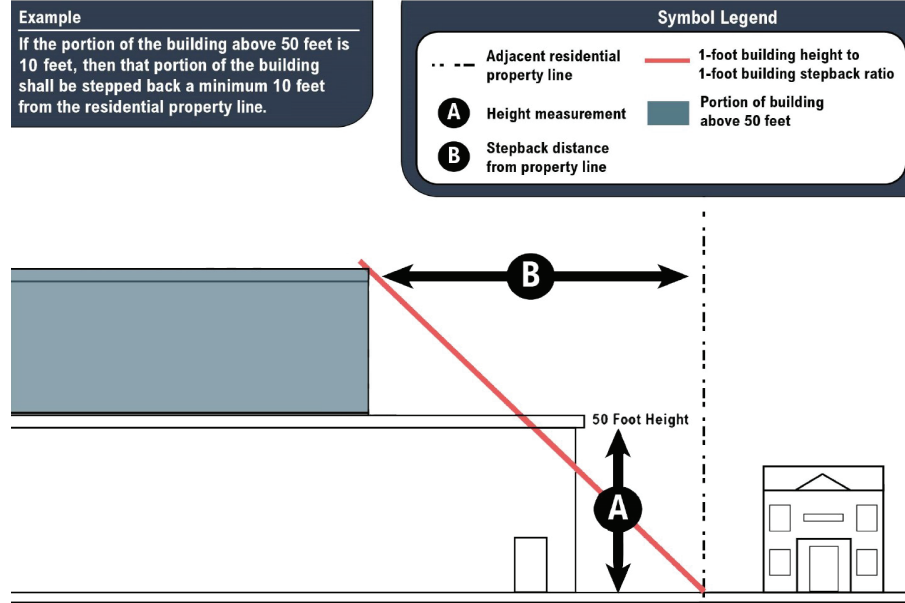 Example
If the portion of the building above 50 feet is
10 feet, then that portion of the building
shall be stepped back a minimum 10 feet
from the residential property line.
Symbol Legend
Adjacent residential
property line
A Height measurement
B Stepback distance
from property line
1-foot building height to
1-foot building stepback ratio
Portion of building
above 50 feet
B
50 Foot Height
A